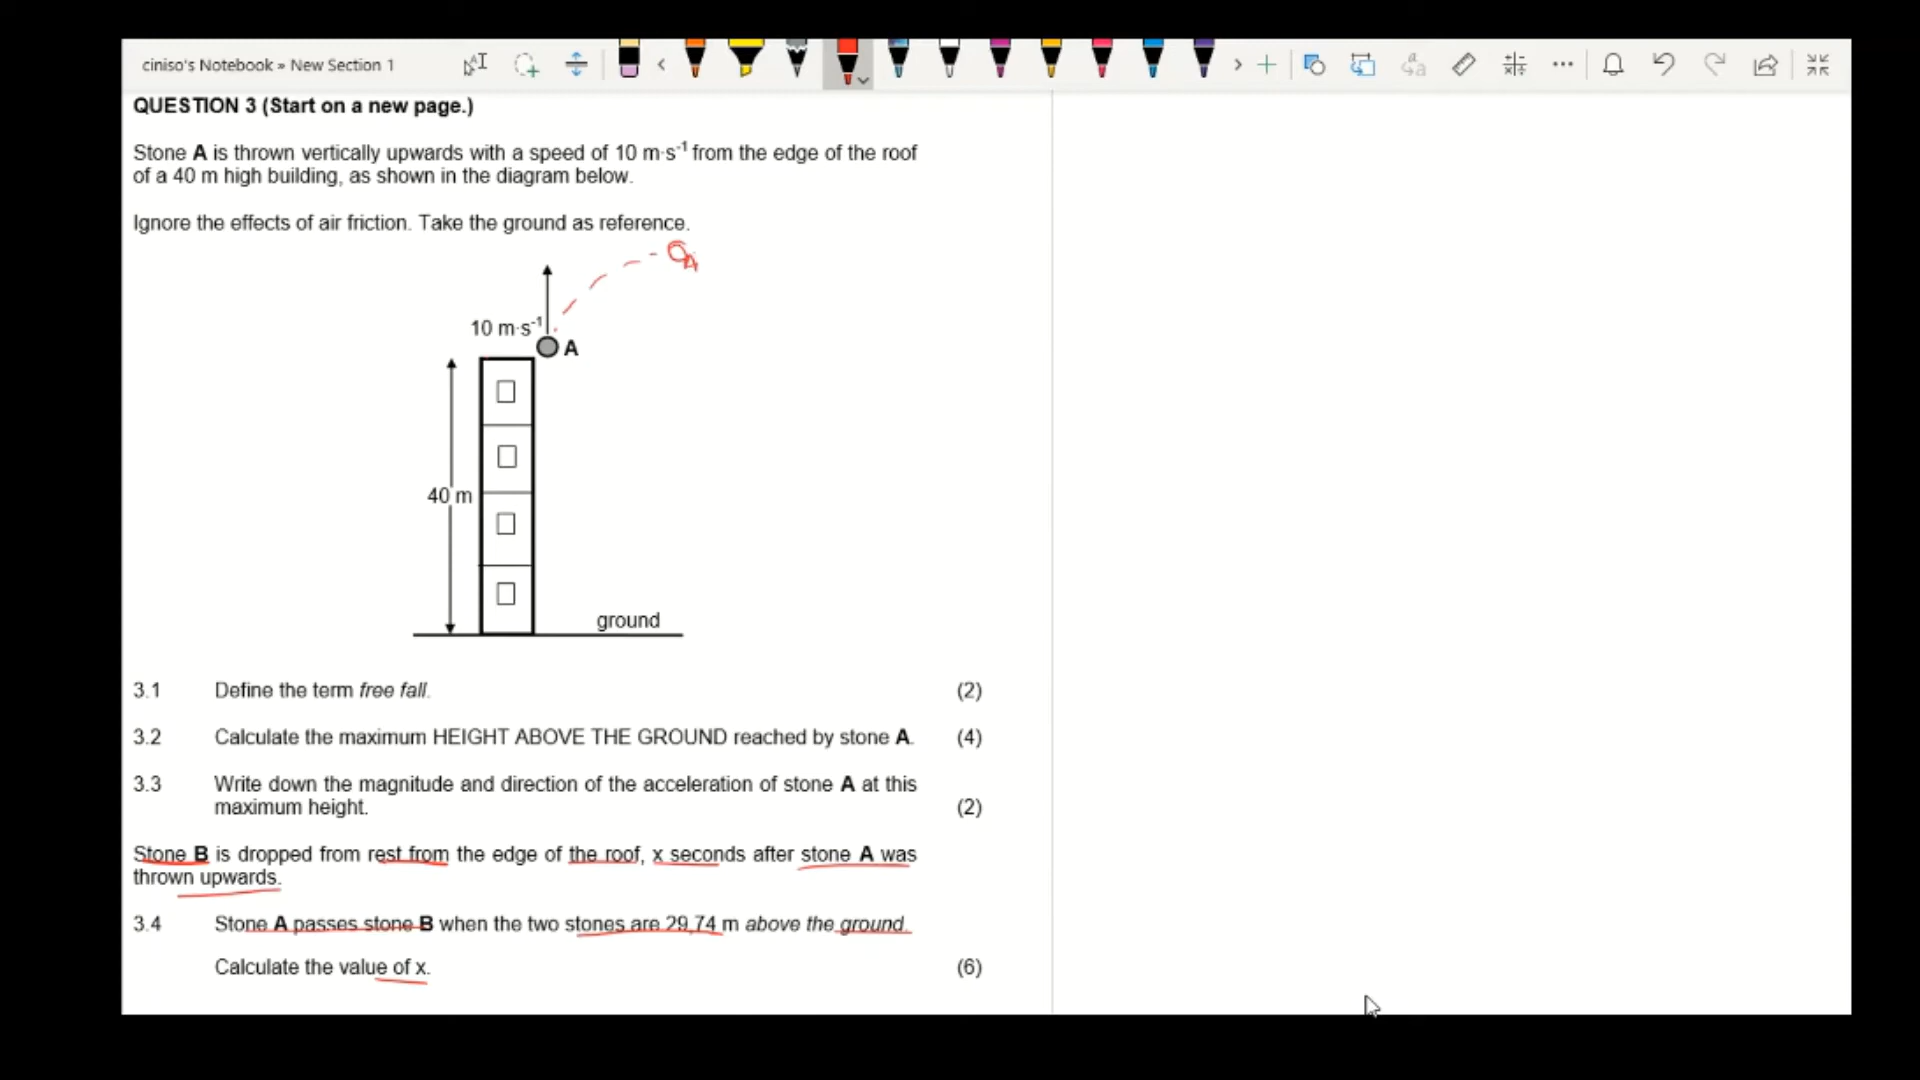 ciniso's Notebook » New Section 1
QUESTION 3 (Start on a new page.)
Stone A is thrown vertically upwards with a speed of 10 m·s⁻¹ from the edge of the roof
of a 40 m high building, as shown in the diagram below.
Ignore the effects of air friction. Take the ground as reference.
A
10 m·s⁻¹
A
40 m
ground
3.1 Define the term free fall. (2)
3.2 Calculate the maximum HEIGHT ABOVE THE GROUND reached by stone A. (4)
3.3 Write down the magnitude and direction of the acceleration of stone A at this
maximum height. (2)
Stone B is dropped from rest from the edge of the roof, x seconds after stone A was
thrown upwards.
3.4 Stone A passes stone B when the two stones are 29,74 m above the ground.
Calculate the value of x. (6)